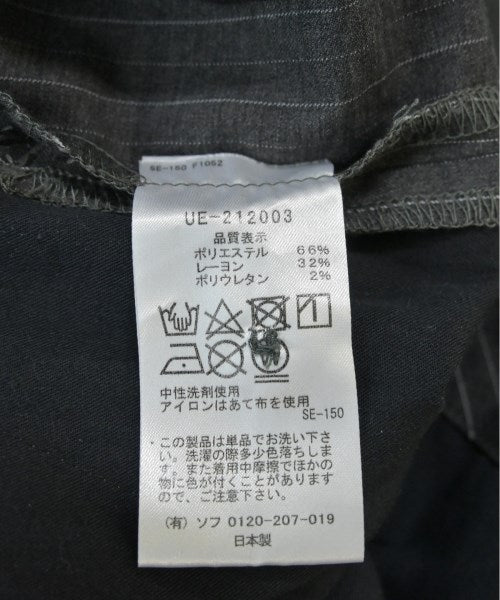 SE-150 F1052
UE-212003
品質表示
ポリエステル 66%
レーヨン 32%
ポリウレタン 2%
中性洗剤使用
アイロンはあて布を使用
SE-150
・この製品は単品でお洗い下さ
い。洗濯の際多少色落ちしま
す。また着用中摩擦でほかの
物に色が付くことがあります
ので、ご注意下さい。
(有) ソフ 0120-207-019
日本製